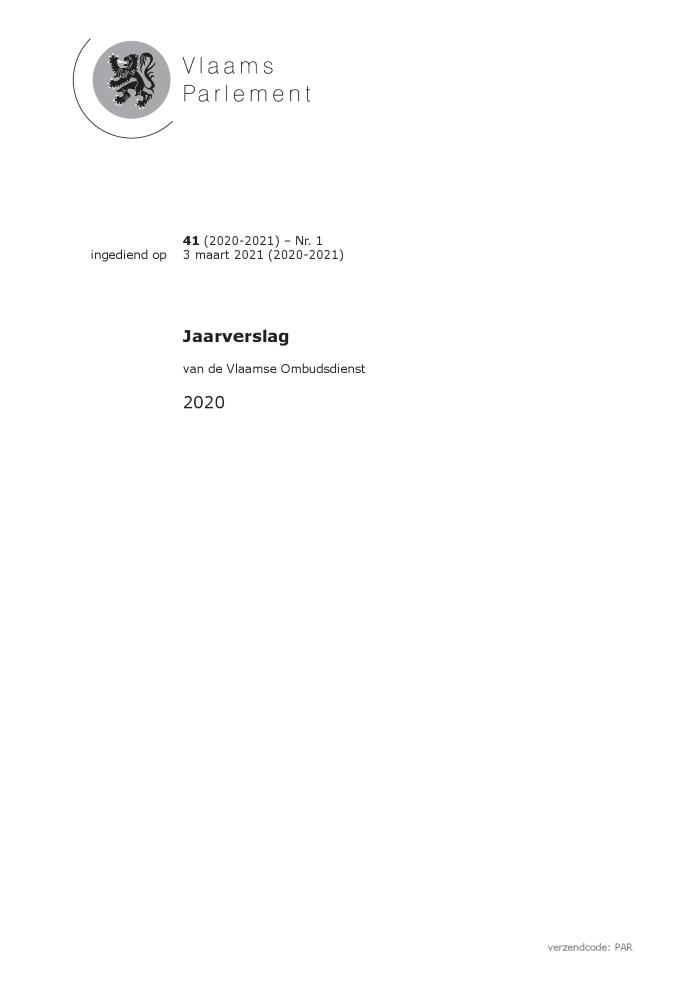 Vlaams
Parlement
41 (2020-2021) – Nr. 1
ingediend op 3 maart 2021 (2020-2021)
Jaarverslag
van de Vlaamse Ombudsdienst
2020
verzendcode: PAR